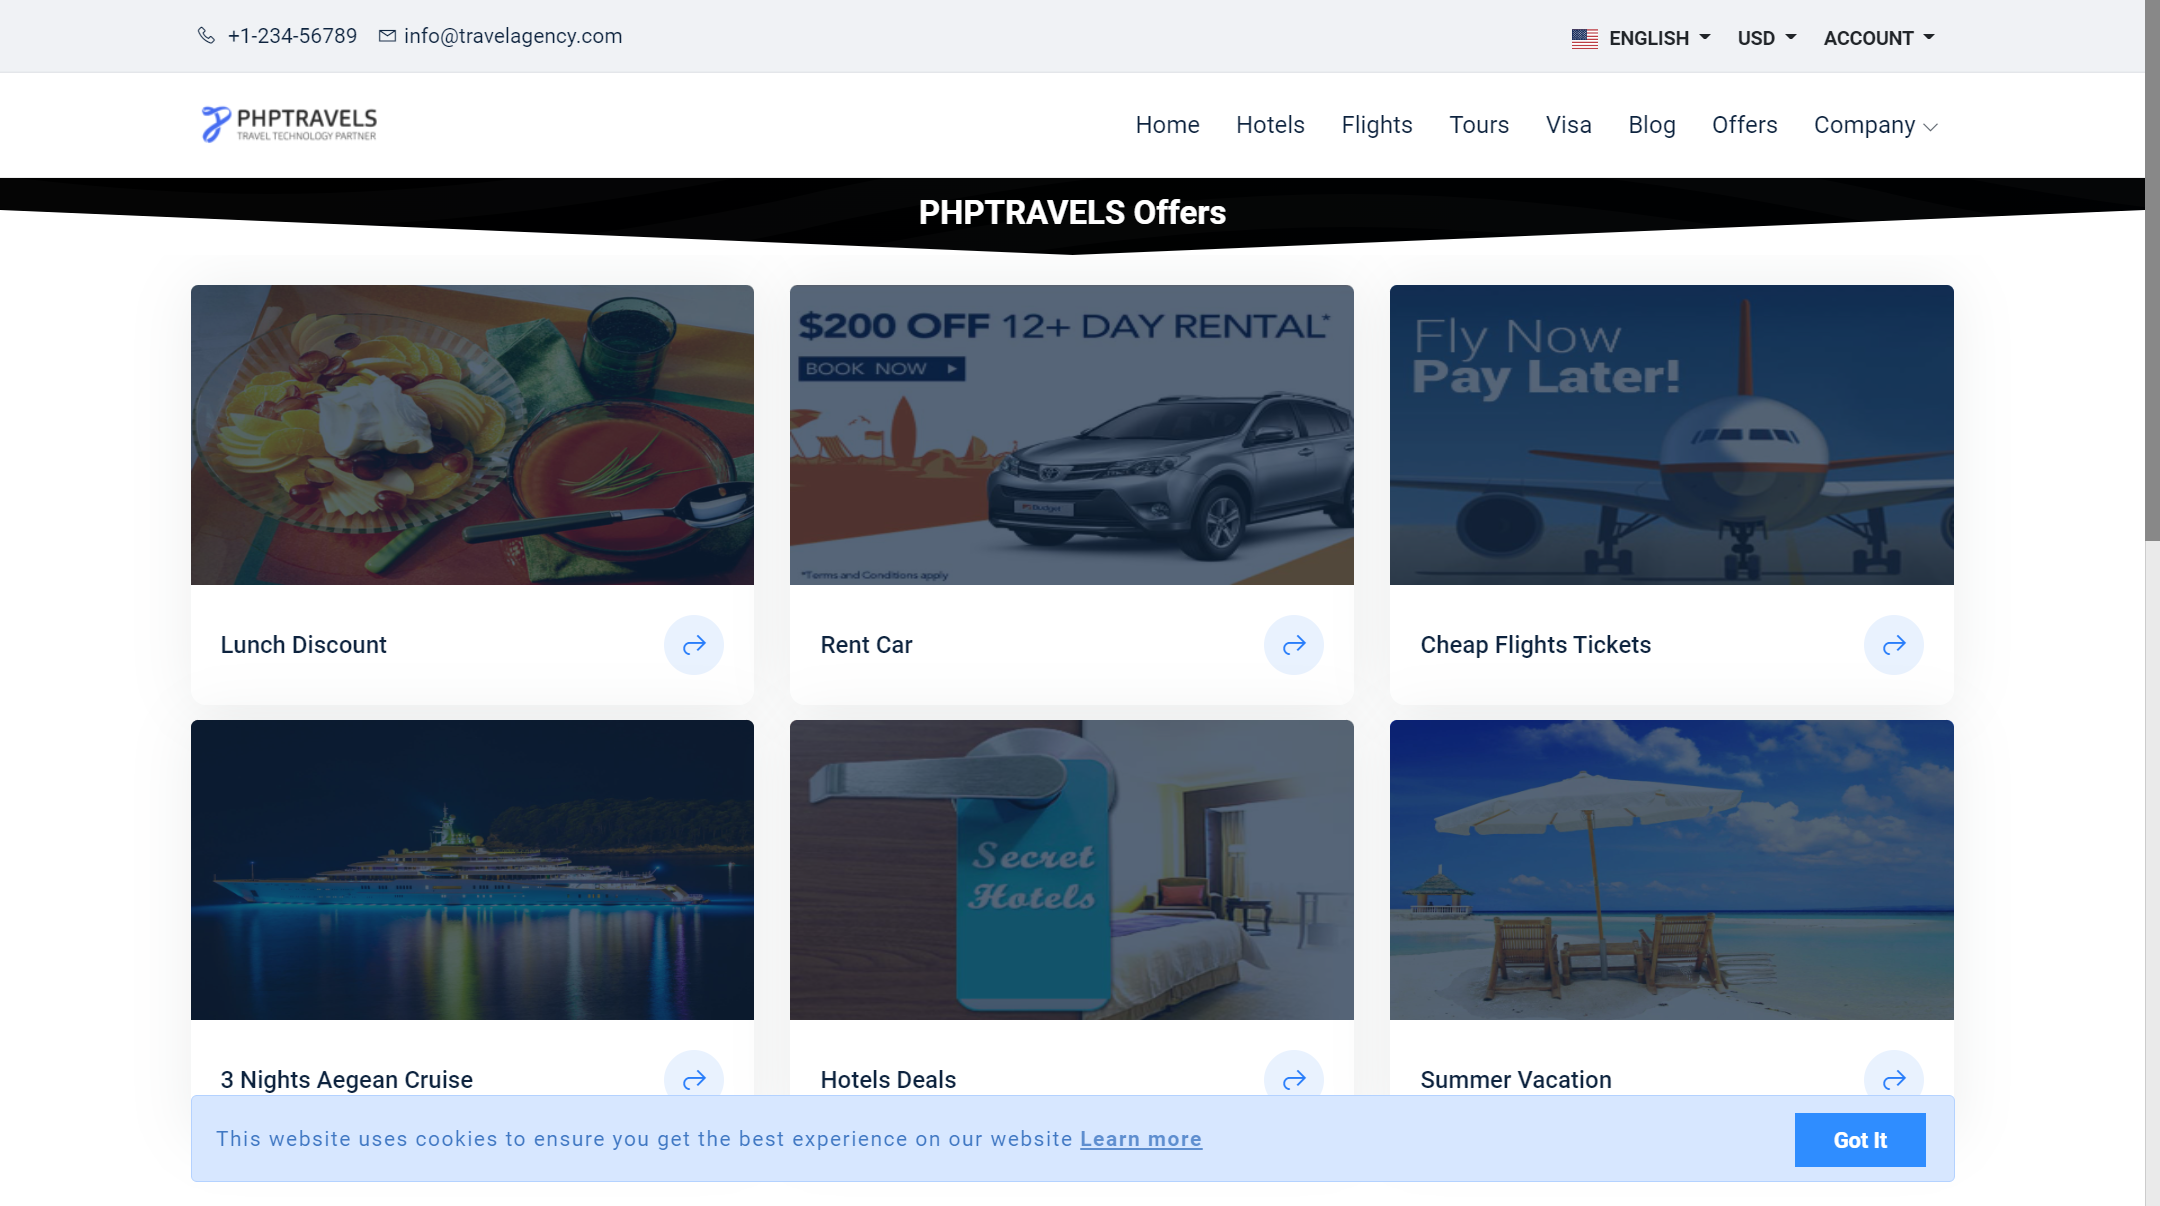 +1-234-56789 info@travelagency.com
ENGLISH USD ACCOUNT
PHPTRAVELS
TRAVEL TECHNOLOGY PARTNER
Home Hotels Flights Tours Visa Blog Offers Company
PHPTRAVELS Offers
$200 OFF 12+ DAY RENTAL*
BOOK NOW
Budget
*Terms and Conditions apply
Fly Now
Pay Later!
Lunch Discount
Rent Car
Cheap Flights Tickets
Secret
Hotels
3 Nights Aegean Cruise
Hotels Deals
Summer Vacation
This website uses cookies to ensure you get the best experience on our website Learn more
Got It